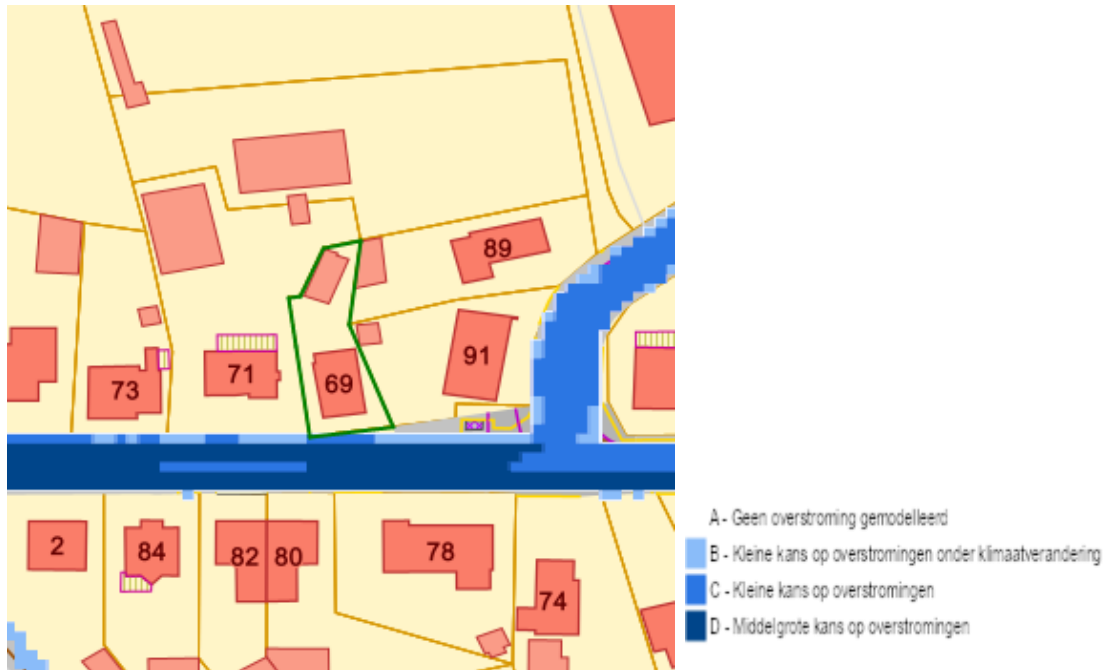 89
91
69
71
73
2
84
82 80
78
74
A - Geen overstroming gemodelleerd
B - Kleine kans op overstromingen onder klimaatverandering
C - Kleine kans op overstromingen
D - Middelgrote kans op overstromingen